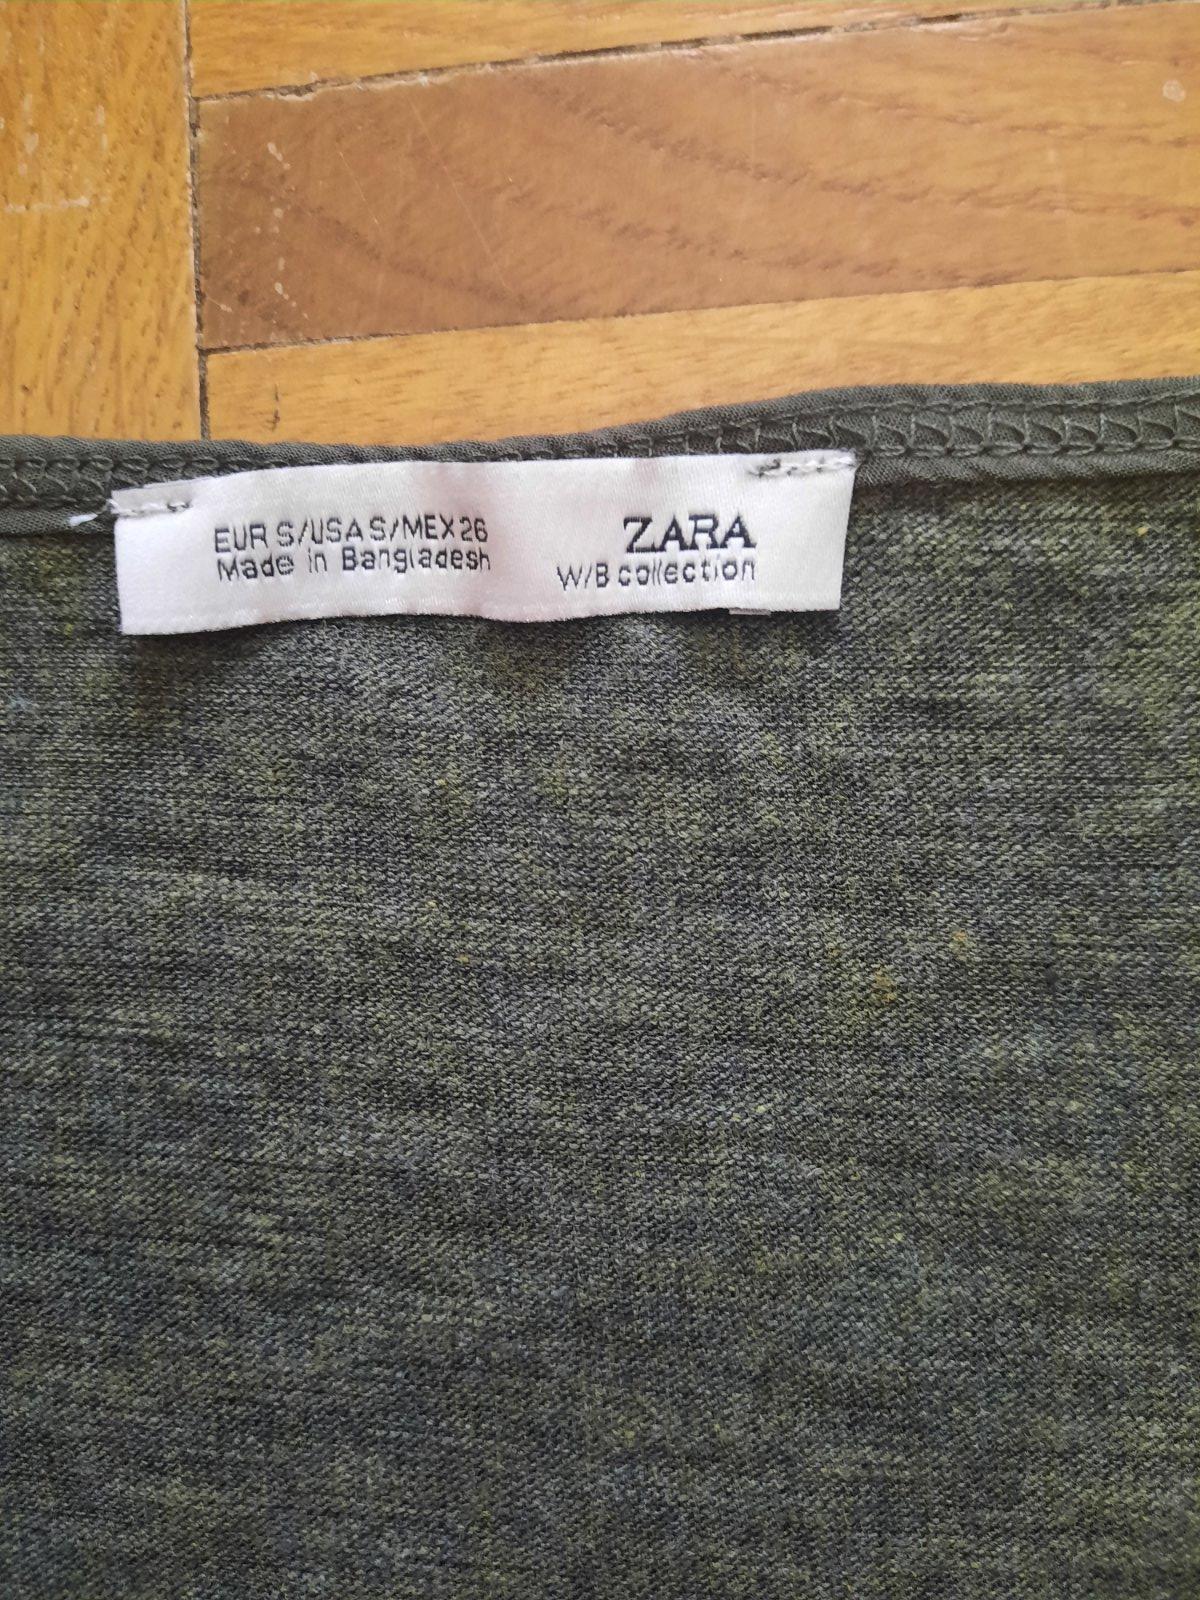 EUR S/USA S/MEX 26
Made in Bangladesh
ZARA
W/B collection